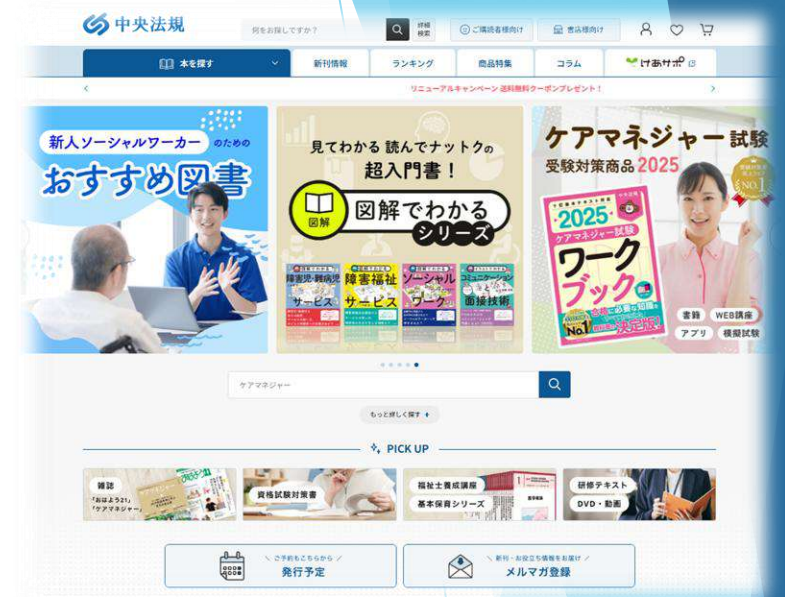 中央法規
何をお探しですか？
詳細
検索
ご購読者様向け
書店様向け
本を探す
新刊情報
ランキング
商品特集
コラム
けあサポ
リニューアルキャンペーン 送料無料クーポンプレゼント！
新人ソーシャルワーカー のための
おすすめ図書
見てわかる 読んでナットクの
超入門書！
図解
図解でわかる
シリーズ
障害児・難病児
サービス
障害福祉
サービス
ソーシャル
ワーク
コミュニケーション
面接技術
ケアマネジャー試験
受験対策商品2025
No.1
2025
ケアマネジャー試験
ワーク
ブック
合格に必要な知識を
決定版
No.1
書籍
WEB講座
アプリ
模擬試験
ケアマネジャー
もっと詳しく探す +
PICK UP
雑誌
「おはよう21」
「ケアマネジャー」
資格試験対策書
福祉士養成講座
基本保育シリーズ
研修テキスト
DVD・動画
＼ ご予約もこちらから ／
発行予定
＼ 新刊・お役立ち情報をお届け ／
メルマガ登録